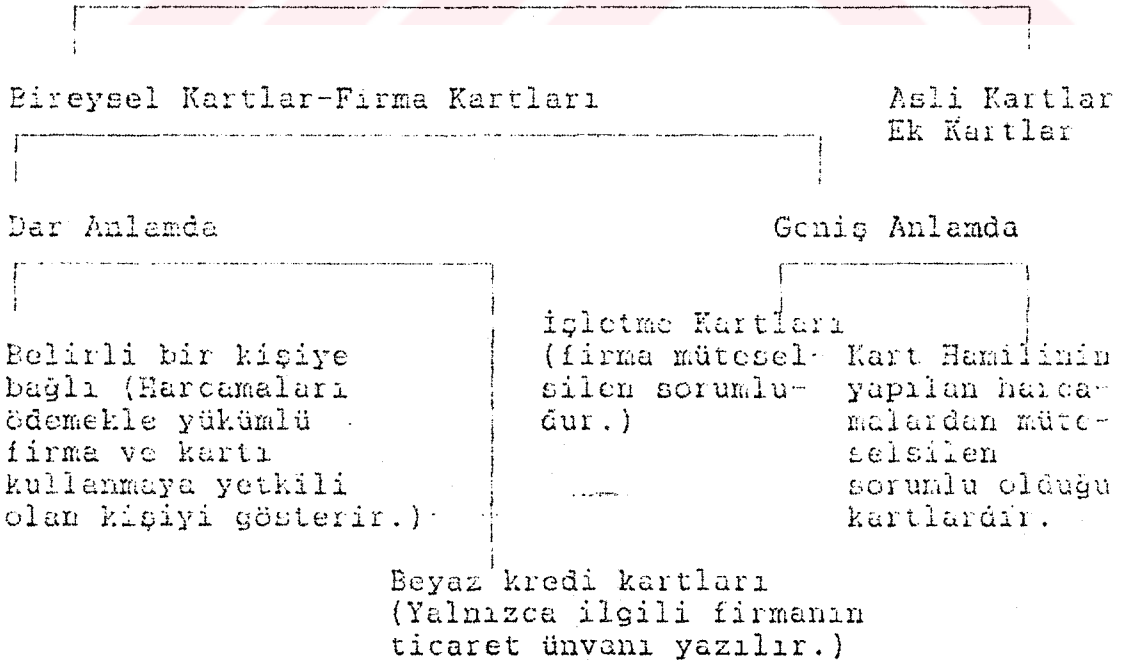 Bireysel Kartlar-Firma Kartları
Asli Kartlar
Ek Kartlar
Dar Anlamda
Geniş Anlamda
Belirli bir kişiye
bağlı (Harcamaları
ödemekle yükümlü
firma ve kartı
kullanmaya yetkili
olan kişiyi gösterir.)
Beyaz kredi kartları
(Yalnızca ilgili firmanın
ticaret ünvanı yazılır.)
İşletme Kartları
(firma mütesel-
silen sorumlu-
dur.)
Kart Hamilinin
yapılan harca-
malardan müte-
selsilen
sorumlu olduğu
kartlardır.